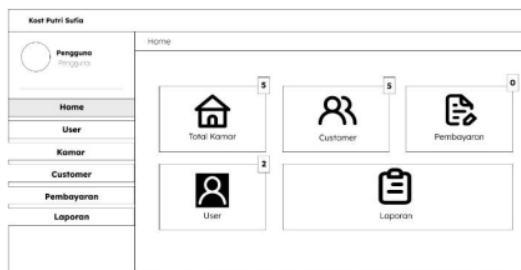 Kost Putri Sufia
Pengguna
Pengguna
Home
User
Kamar
Customer
Pembayaran
Laporan
Home
5
Total Kamar
5
Customer
0
Pembayaran
2
User
Laporan